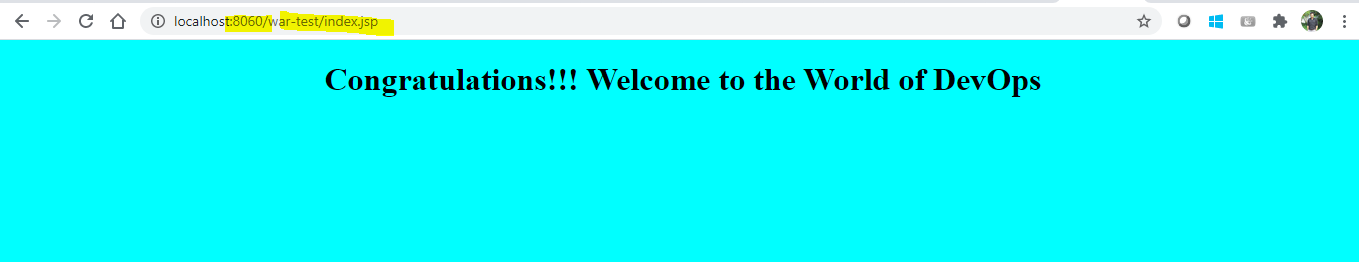 localhost:8060/war-test/index.jsp
Congratulations!!! Welcome to the World of DevOps